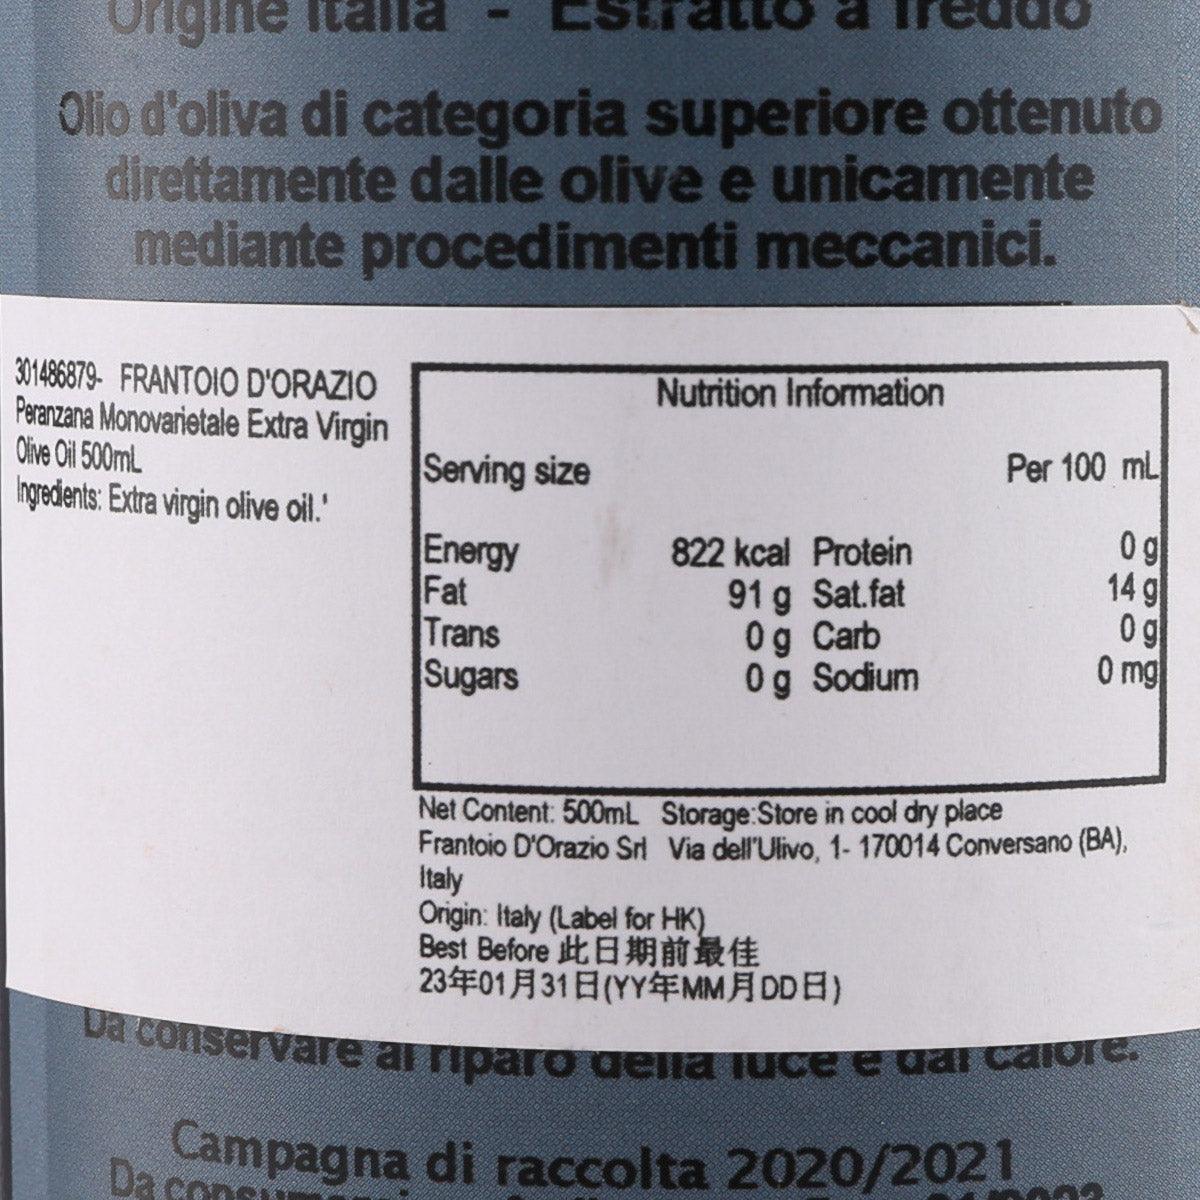 Origine Italia - Estratto a freddo
Olio d'oliva di categoria superiore ottenuto
direttamente dalle olive e unicamente
mediante procedimenti meccanici.
301486879- FRANTOIO D'ORAZIO
Peranzana Monovarietale Extra Virgin
Olive Oil 500mL
Ingredients: Extra virgin olive oil.'
Nutrition Information
Serving size Per 100 mL
Energy 822 kcal Protein 0 g
Fat 91 g Sat.fat 14 g
Trans 0 g Carb 0 g
Sugars 0 g Sodium 0 mg
Net Content: 500mL Storage:Store in cool dry place
Frantoio D'Orazio Srl Via dell'Ulivo, 1- 170014 Conversano (BA),
Italy
Origin: Italy (Label for HK)
Best Before 此日期前最佳
23年01月31日(YY年MM月DD日)
Da conservare al riparo della luce e dal calore.
Campagna di raccolta 2020/2021
Da